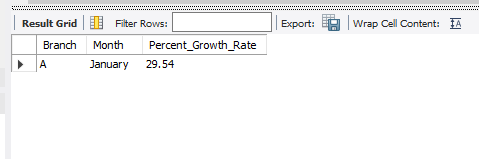 Result Grid Filter Rows: Export: Wrap Cell Content:
Branch Month Percent_Growth_Rate
A January 29.54